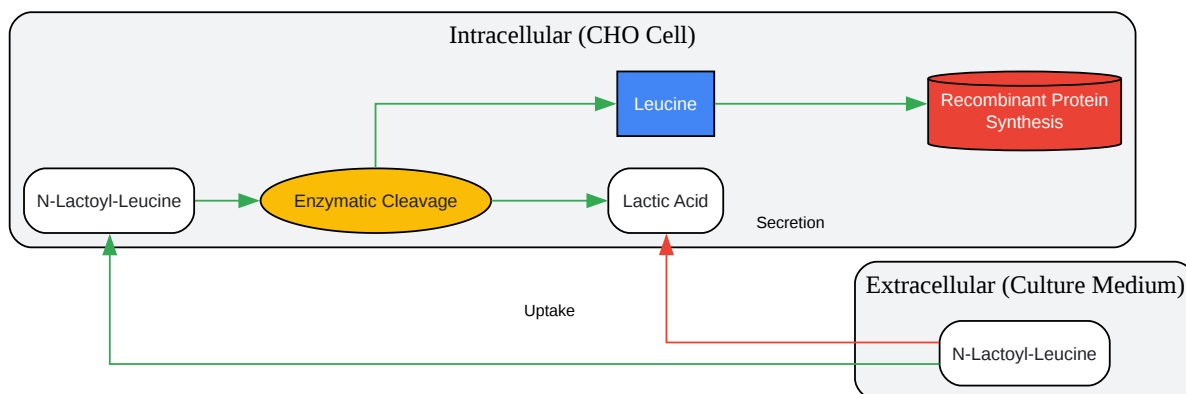 Intracellular (CHO Cell)
Leucine
Recombinant Protein
Synthesis
N-Lactoyl-Leucine
Enzymatic Cleavage
Lactic Acid
Secretion
Extracellular (Culture Medium)
Uptake
N-Lactoyl-Leucine